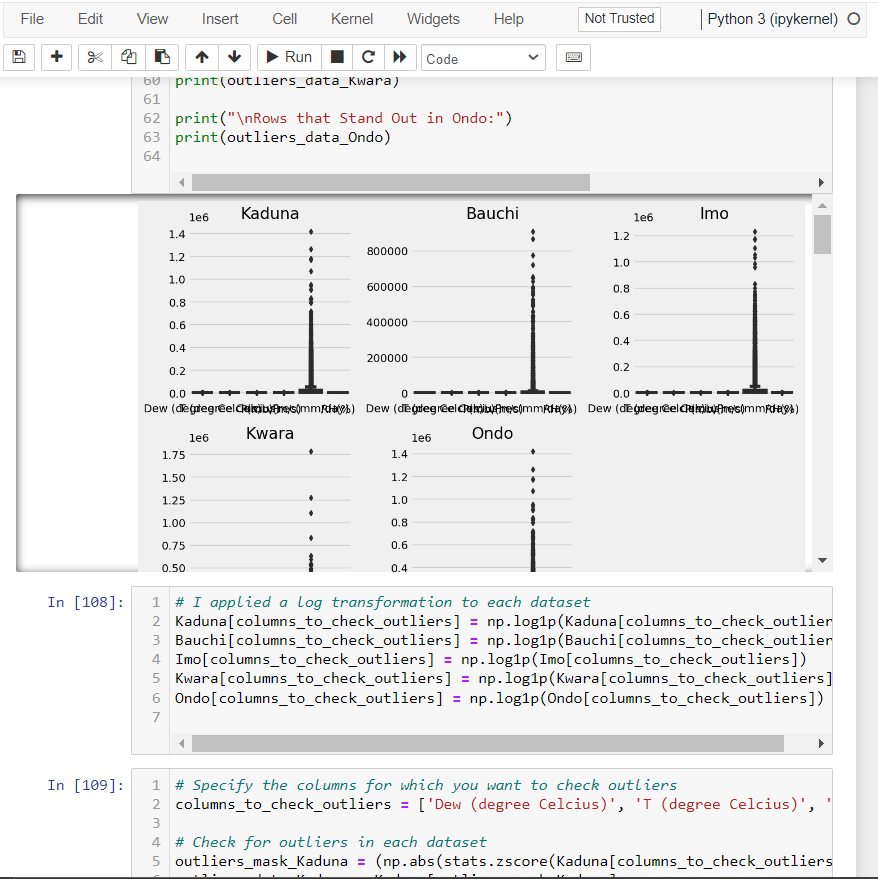 File Edit View Insert Cell Kernel Widgets Help Not Trusted Python 3 (ipykernel)
Run Code
60 print(outliers_data_Kwara)
61
62 print("\nRows that Stand Out in Ondo:")
63 print(outliers_data_Ondo)
64
Kaduna
1e6
1.4
1.2
1.0
0.8
0.6
0.4
0.2
0.0
Dew (de
RH(%)
Bauchi
800000
600000
400000
200000
0
Dew (de
RH(%)
Imo
1e6
1.2
1.0
0.8
0.6
0.4
0.2
0.0
Dew (de
RH(%)
Kwara
1e6
1.75
1.50
1.25
1.00
0.75
0.50
Ondo
1e6
1.4
1.2
1.0
0.8
0.6
0.4
In [108]:
1 # I applied a log transformation to each dataset
2 Kaduna[columns_to_check_outliers] = np.log1p(Kaduna[columns_to_check_outlier
3 Bauchi[columns_to_check_outliers] = np.log1p(Bauchi[columns_to_check_outlier
4 Imo[columns_to_check_outliers] = np.log1p(Imo[columns_to_check_outliers])
5 Kwara[columns_to_check_outliers] = np.log1p(Kwara[columns_to_check_outliers]
6 Ondo[columns_to_check_outliers] = np.log1p(Ondo[columns_to_check_outliers])
7
In [109]:
1 # Specify the columns for which you want to check outliers
2 columns_to_check_outliers = ['Dew (degree Celcius)', 'T (degree Celcius)', '
3
4 # Check for outliers in each dataset
5 outliers_mask_Kaduna = (np.abs(stats.zscore(Kaduna[columns_to_check_outliers